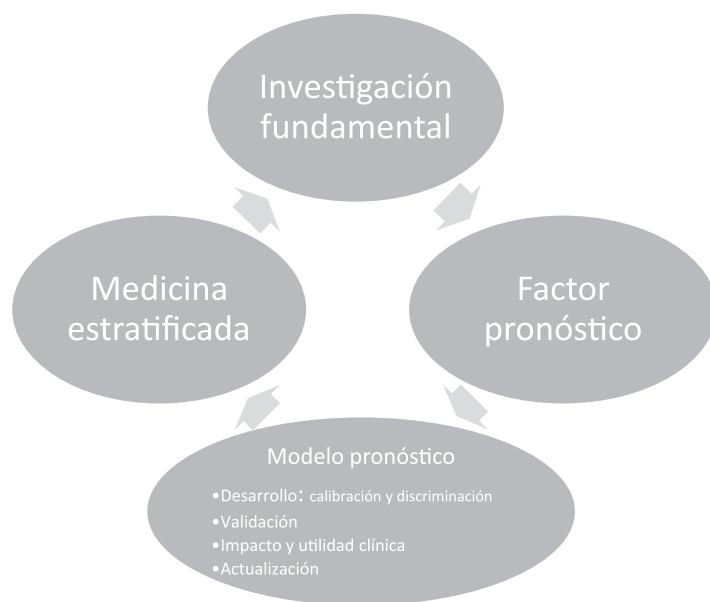 Investigación
fundamental
Medicina
estratificada
Factor
pronóstico
Modelo pronóstico
•Desarrollo: calibración y discriminación
•Validación
•Impacto y utilidad clínica
•Actualización